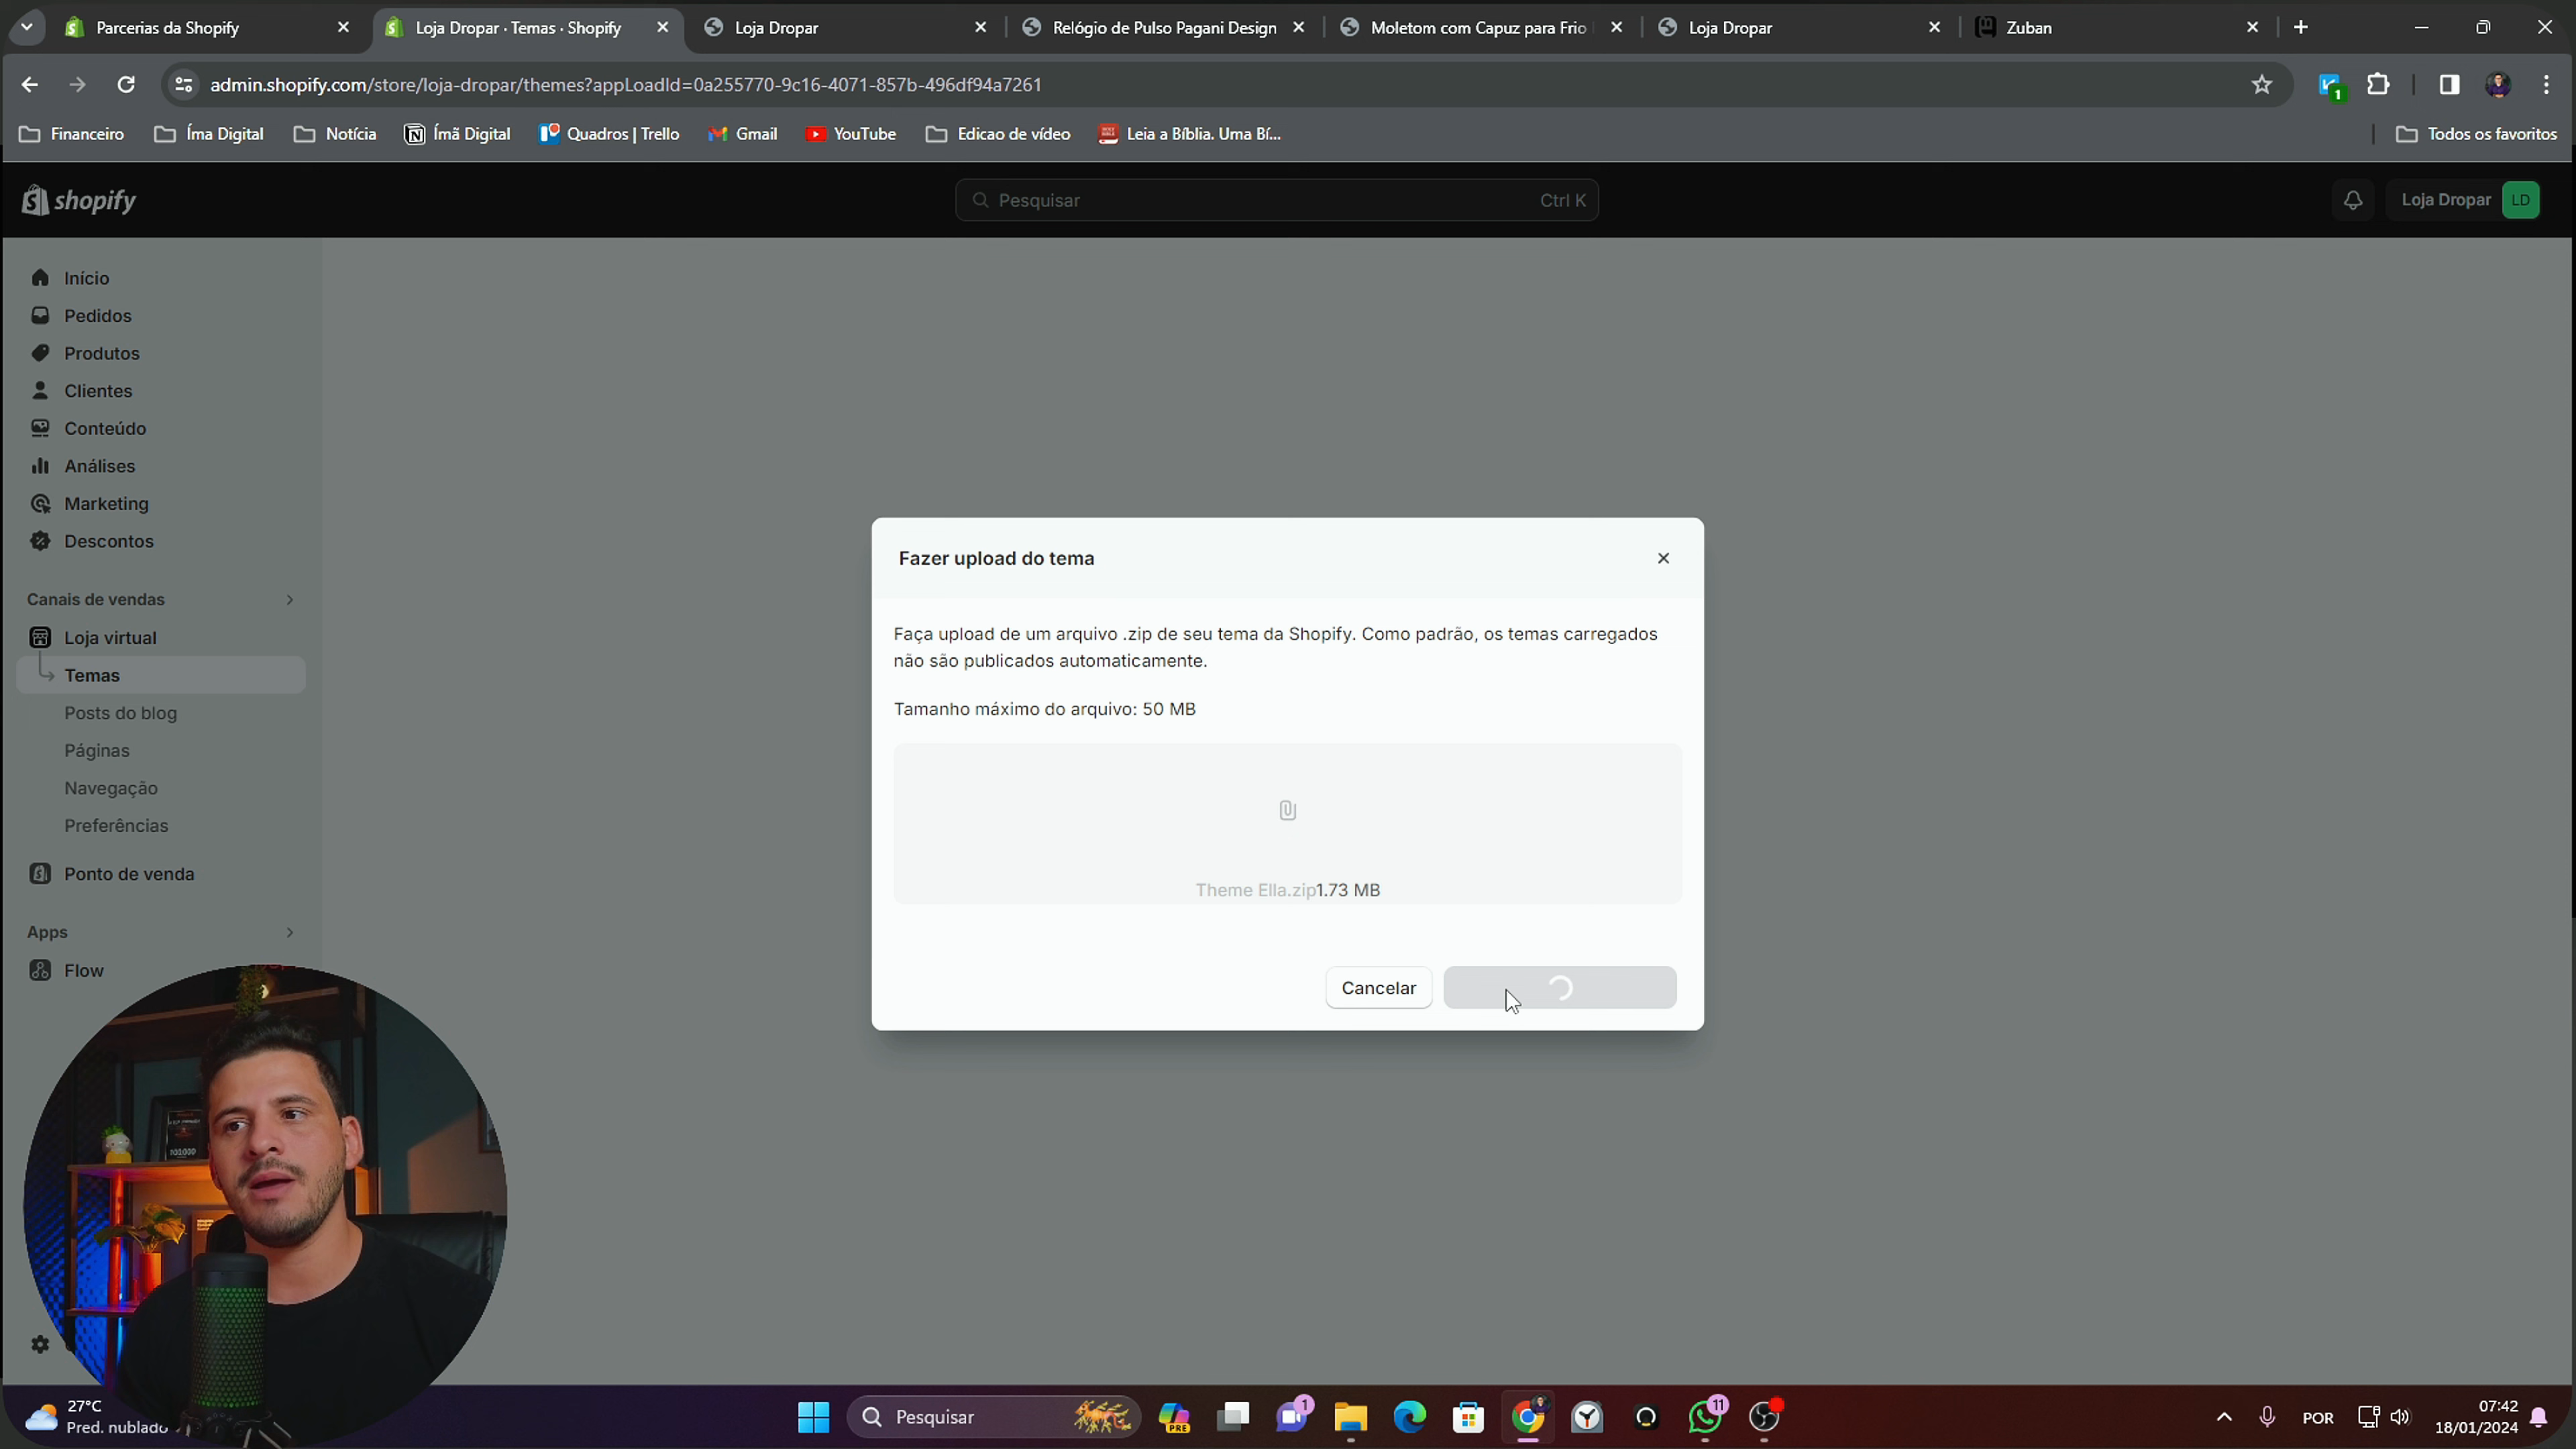 Parcerias da Shopify
Loja Dropar · Temas · Shopify
Loja Dropar
Relógio de Pulso Pagani Design
Moletom com Capuz para Frio
Loja Dropar
Zuban
admin.shopify.com/store/loja-dropar/themes?appLoadId=0a255770-9c16-4071-857b-496df94a7261
1
Financeiro
Íma Digital
Notícia
Ímã Digital
Quadros | Trello
Gmail
YouTube
Edicao de vídeo
Leia a Bíblia. Uma Bí...
Todos os favoritos
shopify
Pesquisar
Ctrl K
Loja Dropar
LD
Início
Pedidos
Produtos
Clientes
Conteúdo
Análises
Marketing
Descontos
Canais de vendas
Loja virtual
Temas
Posts do blog
Páginas
Navegação
Preferências
Ponto de venda
Apps
Flow
Fazer upload do tema
Faça upload de um arquivo .zip de seu tema da Shopify. Como padrão, os temas carregados
não são publicados automaticamente.
Tamanho máximo do arquivo: 50 MB
Theme Ella.zip1.73 MB
Cancelar
27°C
Pred. nublado
Pesquisar
PRE
1
11
POR
07:42
18/01/2024